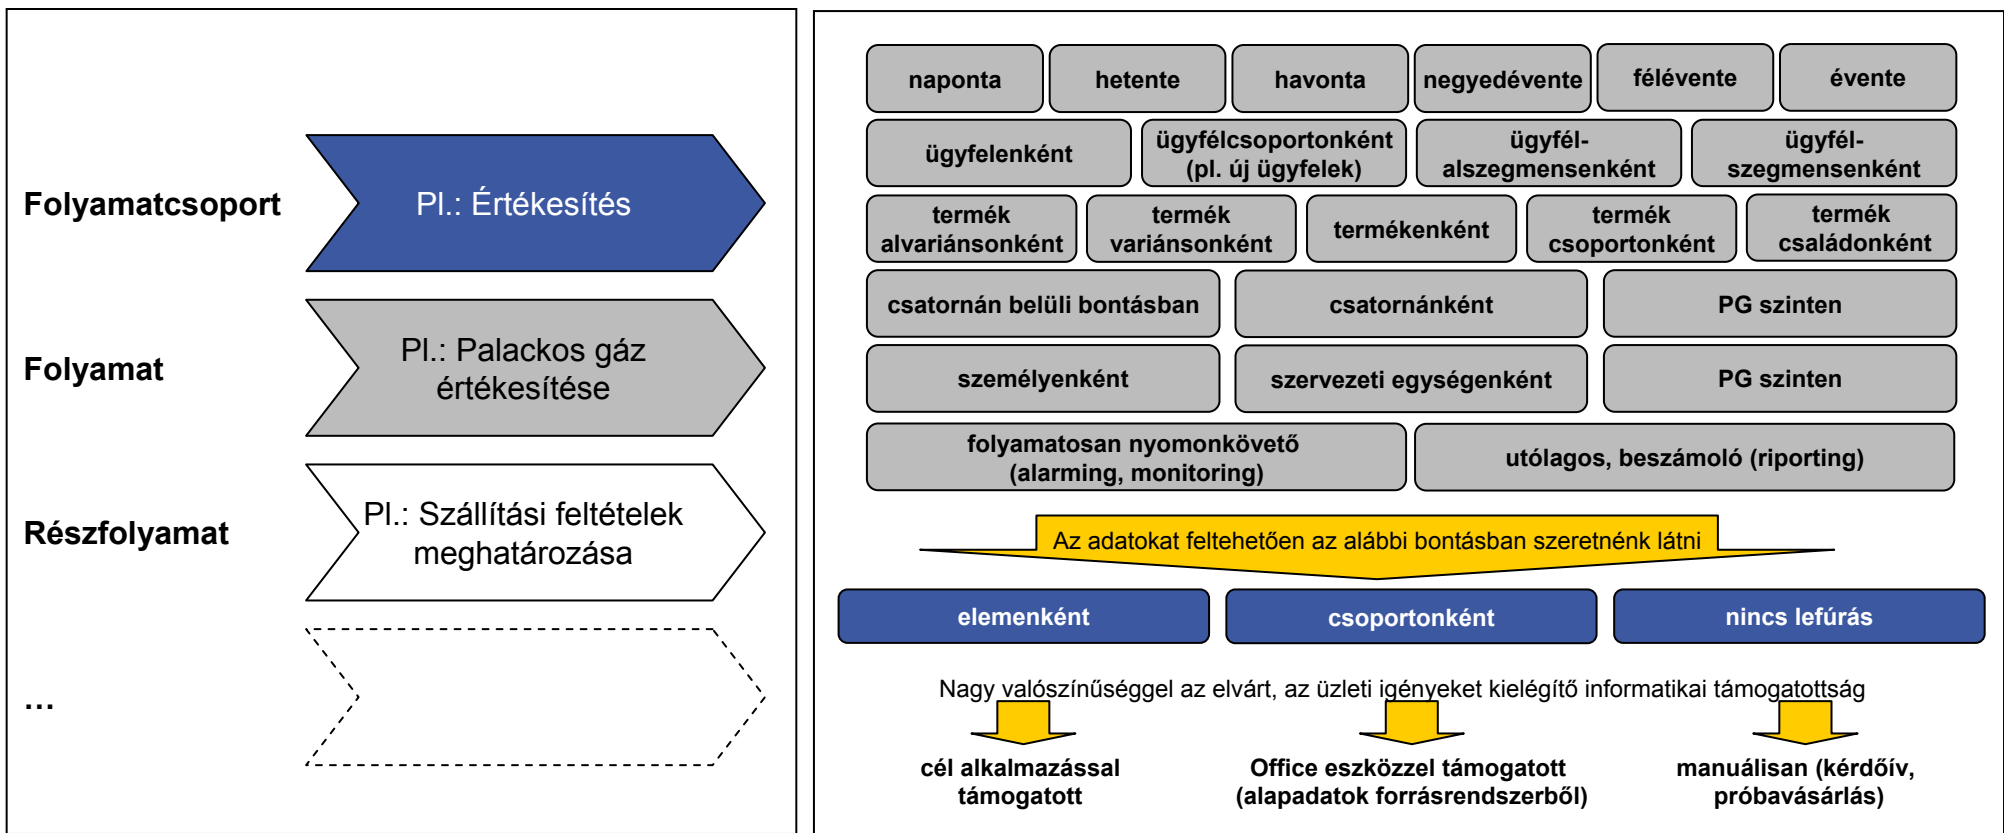 Folyamatcsoport
Pl.: Értékesítés
Folyamat
Pl.: Palackos gáz
értékesítése
Részfolyamat
Pl.: Szállítási feltételek
meghatározása
...
naponta
hetente
havonta
negyedévente
félévente
évente
ügyfelenként
ügyfélcsoportonként
(pl. új ügyfelek)
ügyfél-
alszegmensenként
ügyfél-
szegmensenként
termék
alvariánsonként
termék
variánsonként
termékenként
termék
csoportonként
termék
családonként
csatornán belüli bontásban
csatornánként
PG szinten
személyenként
szervezeti egységenként
PG szinten
folyamatosan nyomonkövető
(alarming, monitoring)
utólagos, beszámoló (riporting)
Az adatokat feltehetően az alábbi bontásban szeretnénk látni
elemenként
csoportonként
nincs lefúrás
Nagy valószínűséggel az elvárt, az üzleti igényeket kielégítő informatikai támogatottság
cél alkalmazással
támogatott
Office eszközzel támogatott
(alapadatok forrásrendszerből)
manuálisan (kérdőív,
próbavásárlás)